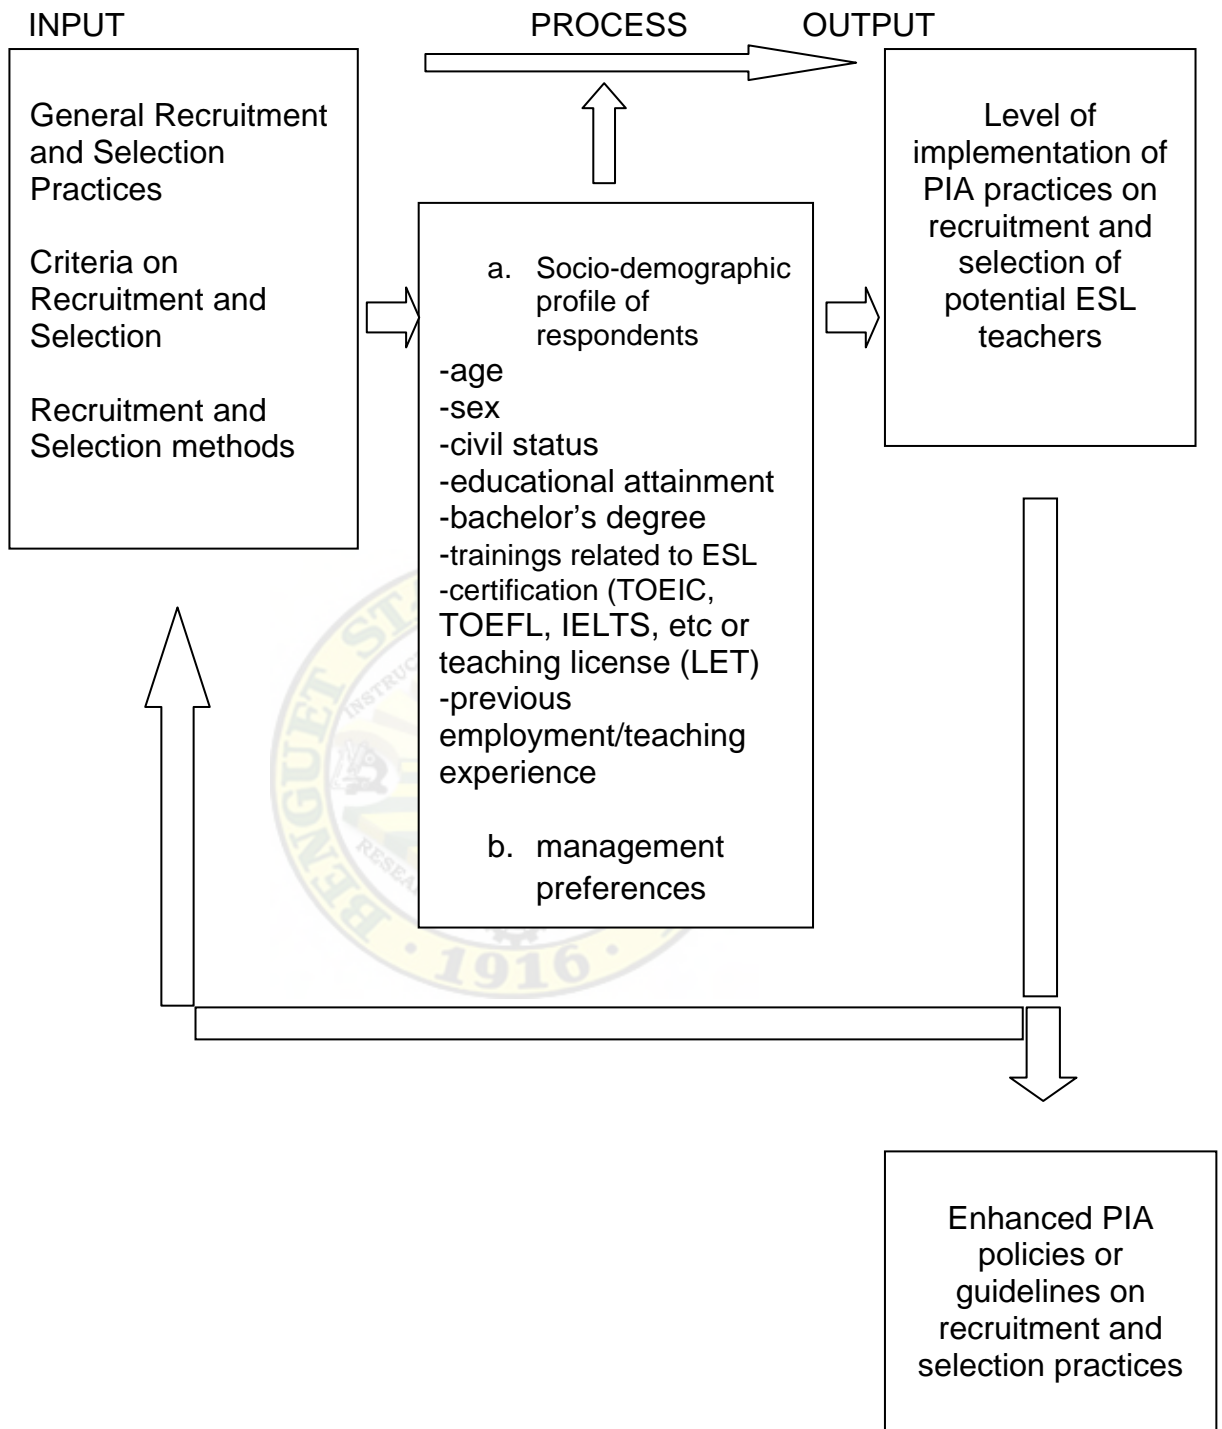 INPUT
PROCESS
OUTPUT
General Recruitment
and Selection
Practices
Criteria on
Recruitment and
Selection
Recruitment and
Selection methods
a. Socio-demographic
profile of
respondents
-age
-sex
-civil status
-educational attainment
-bachelor’s degree
-trainings related to ESL
-certification (TOEIC,
TOEFL, IELTS, etc or
teaching license (LET)
-previous
employment/teaching
experience
b. management
preferences
Level of
implementation of
PIA practices on
recruitment and
selection of
potential ESL
teachers
Enhanced PIA
policies or
guidelines on
recruitment and
selection practices
BENGUET
1916